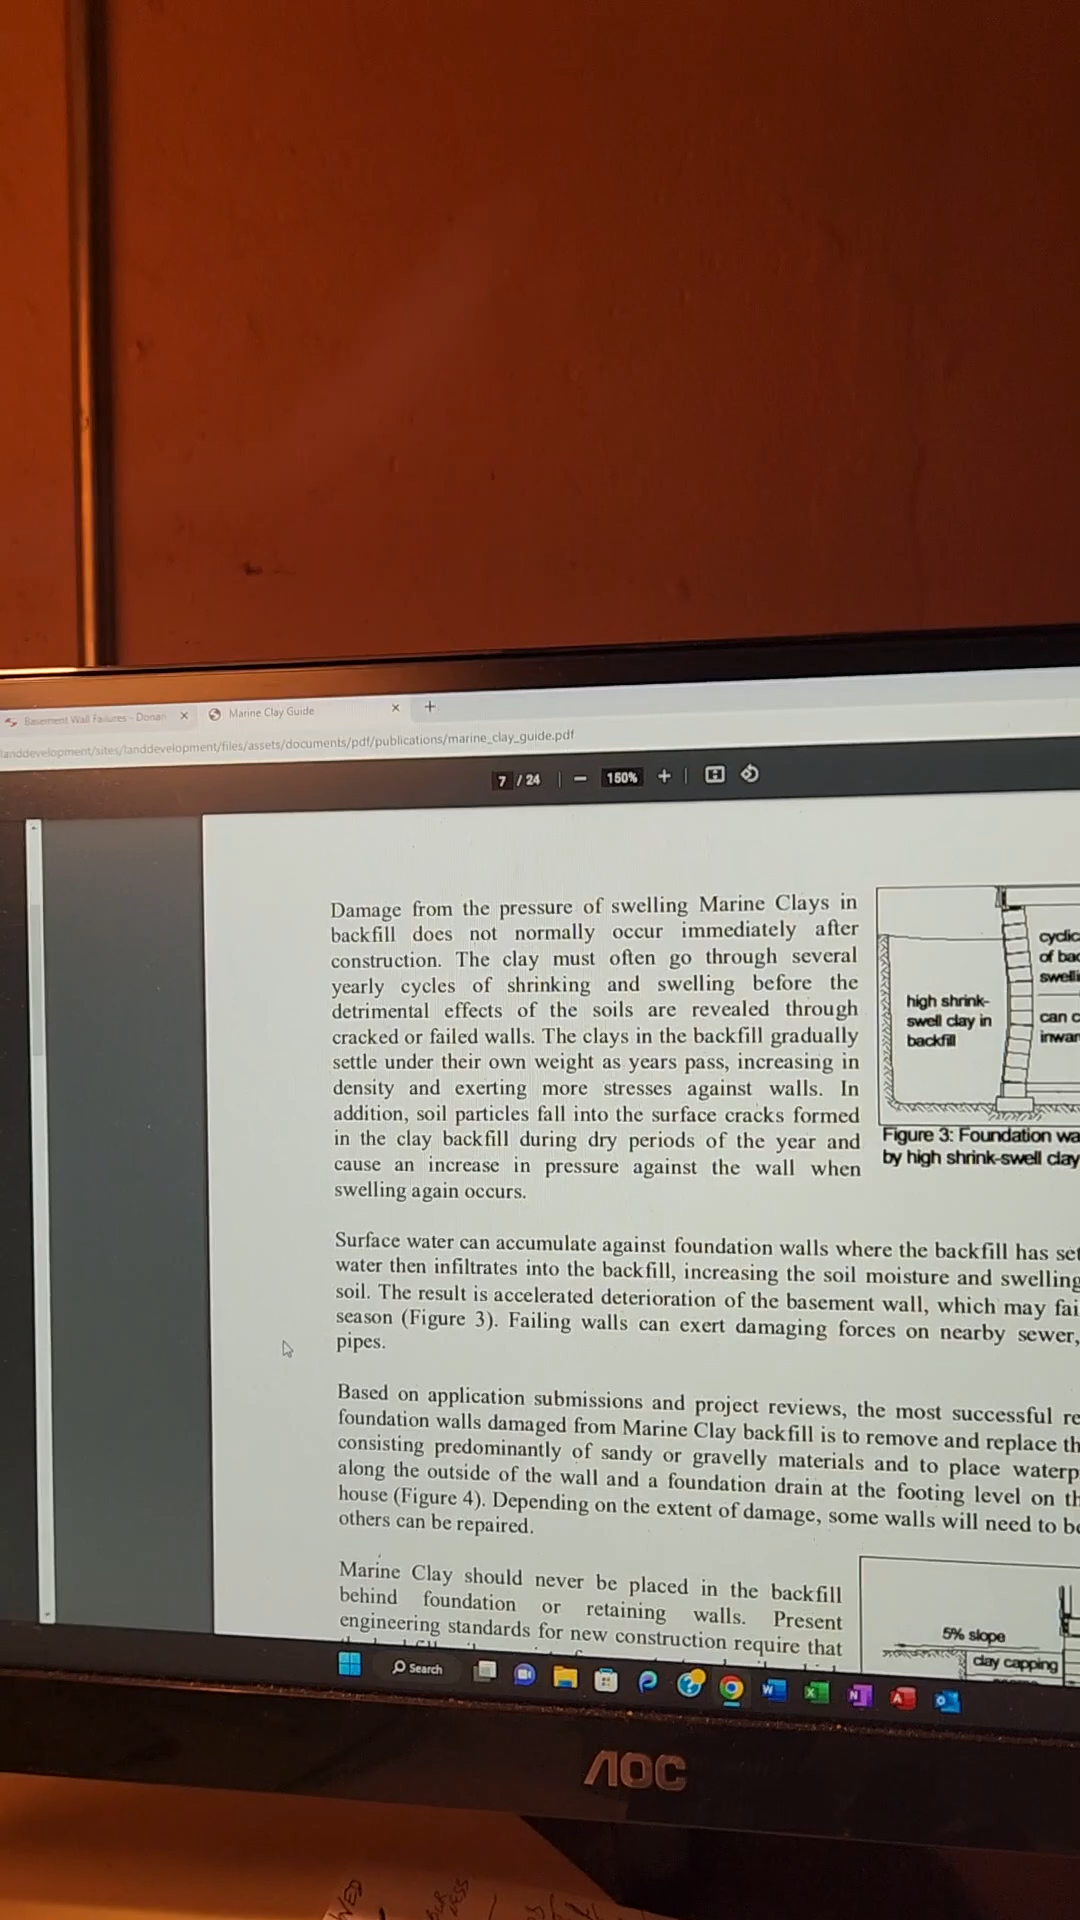 Basement Wall Failures - Donan
Marine Clay Guide
landdevelopment/sites/landdevelopment/files/assets/documents/pdf/publications/marine_clay_guide.pdf
7 / 24
150%
Damage from the pressure of swelling Marine Clays in
backfill does not normally occur immediately after
construction. The clay must often go through several
yearly cycles of shrinking and swelling before the
detrimental effects of the soils are revealed through
cracked or failed walls. The clays in the backfill gradually
settle under their own weight as years pass, increasing in
density and exerting more stresses against walls. In
addition, soil particles fall into the surface cracks formed
in the clay backfill during dry periods of the year and
cause an increase in pressure against the wall when
swelling again occurs.
high shrink-
swell clay in
backfill
cyclic
of bac
swelli
can c
inwar
Figure 3: Foundation wa
by high shrink-swell clay
Surface water can accumulate against foundation walls where the backfill has set
water then infiltrates into the backfill, increasing the soil moisture and swelling
soil. The result is accelerated deterioration of the basement wall, which may fai
season (Figure 3). Failing walls can exert damaging forces on nearby sewer,
pipes.
Based on application submissions and project reviews, the most successful re
foundation walls damaged from Marine Clay backfill is to remove and replace th
consisting predominantly of sandy or gravelly materials and to place waterp
along the outside of the wall and a foundation drain at the footing level on th
house (Figure 4). Depending on the extent of damage, some walls will need to be
others can be repaired.
Marine Clay should never be placed in the backfill
behind foundation or retaining walls. Present
engineering standards for new construction require that
5% slope
clay capping
Search
AOC